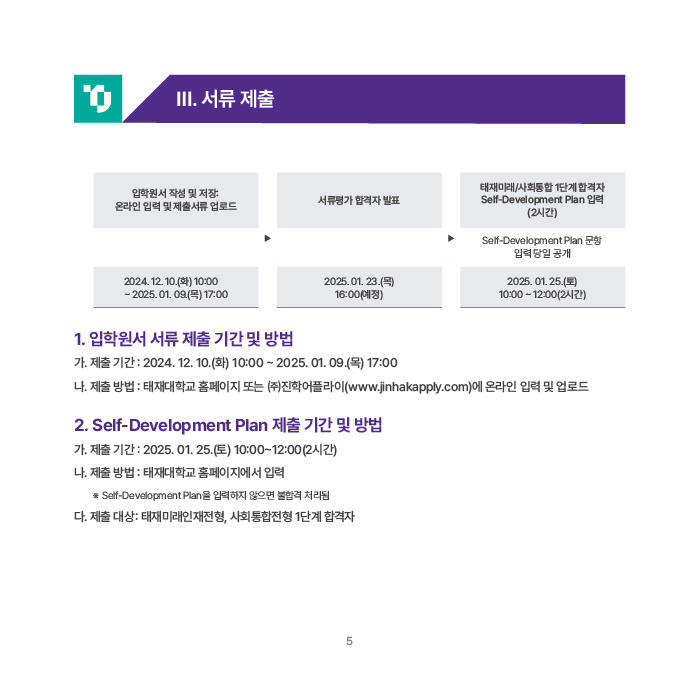 III. 서류 제출
입학원서 작성 및 저장:
온라인 입력 및 제출서류 업로드
서류평가 합격자 발표
태재미래/사회통합 1단계 합격자
Self-Development Plan 입력
(2시간)
▶
▶
Self-Development Plan 문항
입력 당일 공개
2024. 12. 10.(화) 10:00
~ 2025. 01. 09.(목) 17:00
2025. 01. 23.(목)
16:00(예정)
2025. 01. 25.(토)
10:00 ~ 12:00(2시간)
1. 입학원서 서류 제출 기간 및 방법
가. 제출 기간 : 2024. 12. 10.(화) 10:00 ~ 2025. 01. 09.(목) 17:00
나. 제출 방법 : 태재대학교 홈페이지 또는 ㈜진학어플라이(www.jinhakapply.com)에 온라인 입력 및 업로드
2. Self-Development Plan 제출 기간 및 방법
가. 제출 기간 : 2025. 01. 25.(토) 10:00~12:00(2시간)
나. 제출 방법 : 태재대학교 홈페이지에서 입력
※ Self-Development Plan을 입력하지 않으면 불합격 처리됨
다. 제출 대상: 태재미래인재전형, 사회통합전형 1단계 합격자
5